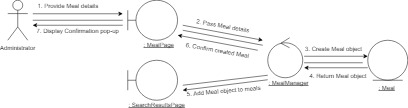 1. Provide Meal details
7. Display Confirmation pop-up
Administrator
: MealPage
2. Pass Meal details
6. Confirm created Meal
3. Create Meal object
4. Return Meal object
: MealManager
: Meal
5. Add Meal object to meals
: SearchResultsPage